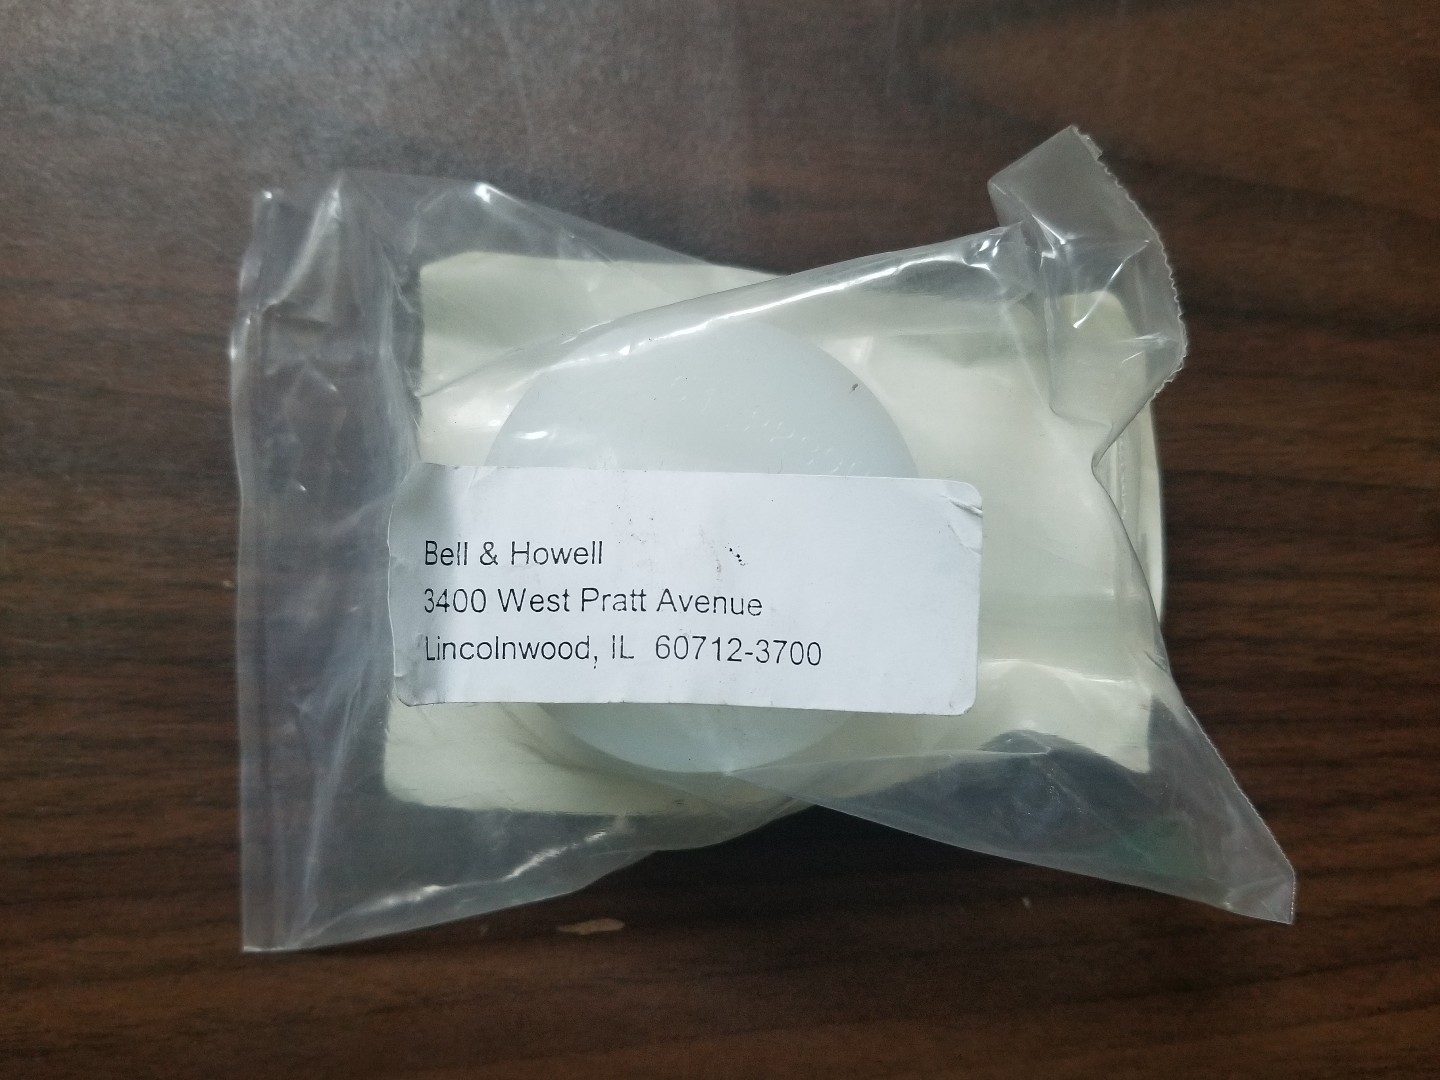 Bell & Howell
3400 West Pratt Avenue
Lincolnwood, IL  60712-3700